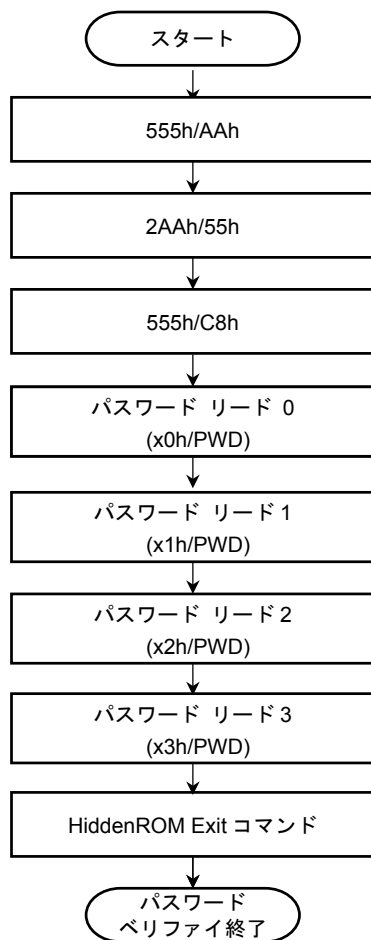 スタート
555h/AAh
2AAh/55h
555h/C8h
パスワード リード 0
(x0h/PWD)
パスワード リード 1
(x1h/PWD)
パスワード リード 2
(x2h/PWD)
パスワード リード 3
(x3h/PWD)
HiddenROM Exit コマンド
パスワード
ベリファイ終了